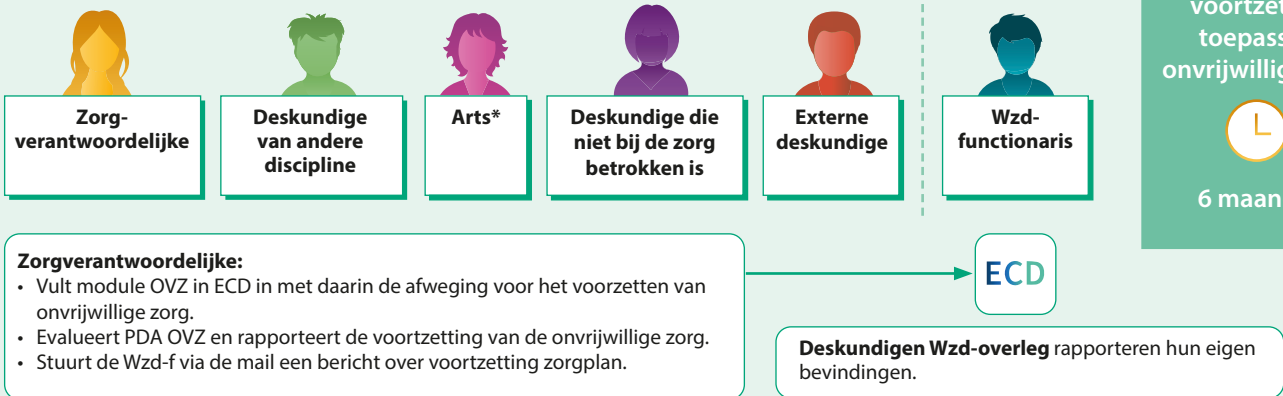 Zorg-
verantwoordelijke
Deskundige
van andere
discipline
Arts*
Deskundige die
niet bij de zorg
betrokken is
Externe
deskundige
Wzd-
functionaris
6 maan
Zorgverantwoordelijke:
• Vult module OVZ in ECD in met daarin de afweging voor het voorzetten van
onvrijwillige zorg.
• Evalueert PDA OVZ en rapporteert de voortzetting van de onvrijwillige zorg.
• Stuurt de Wzd-f via de mail een bericht over voortzetting zorgplan.
ECD
Deskundigen Wzd-overleg rapporteren hun eigen
bevindingen.